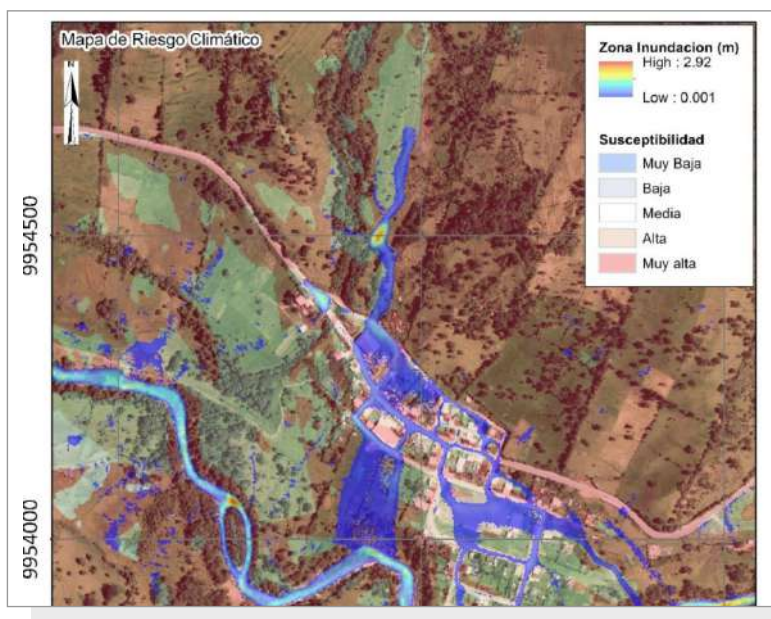 Mapa de Riesgo Climático
N
Zona Inundacion (m)
High : 2.92
Low : 0.001
Susceptibilidad
Muy Baja
Baja
Media
Alta
Muy alta
9954500
9954000